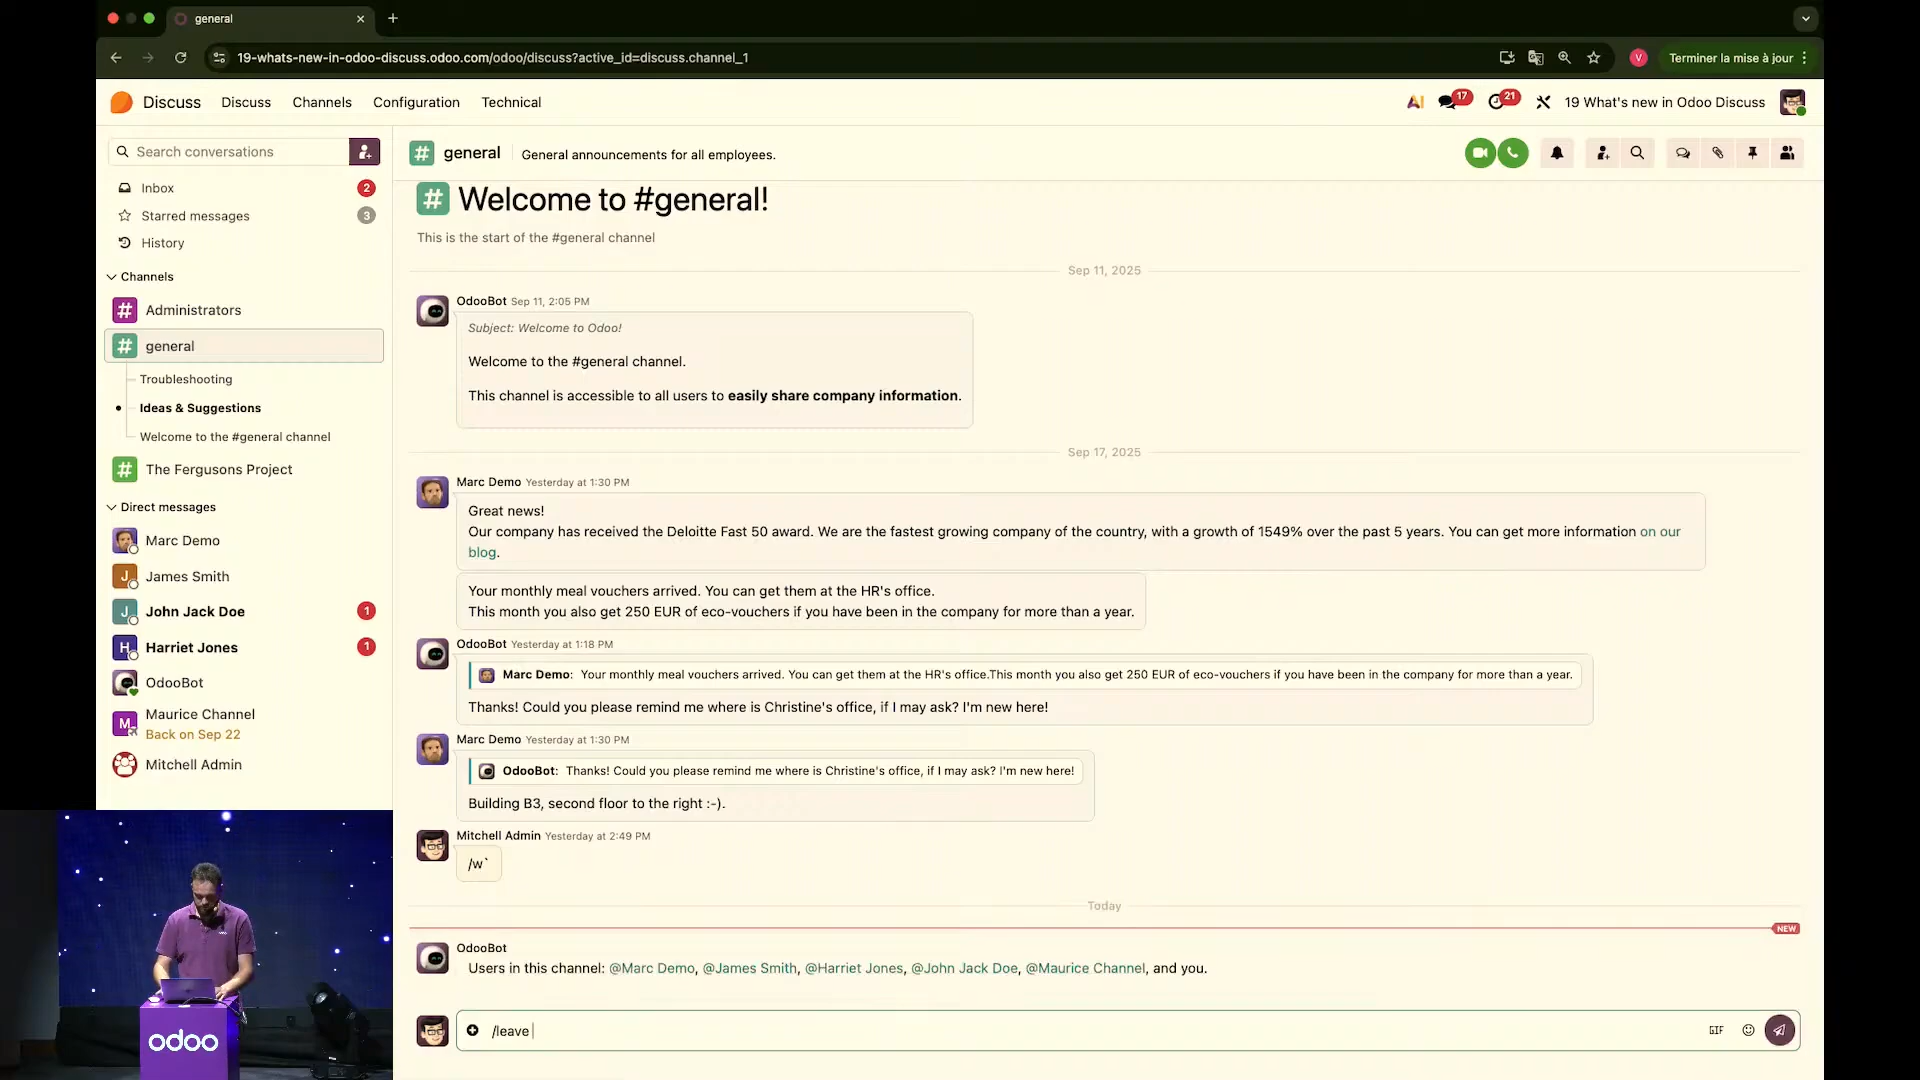 general
19-whats-new-in-odoo-discuss.odoo.com/odoo/discuss?active_id=discuss.channel_1
V
Terminer la mise à jour
Discuss
Discuss
Channels
Configuration
Technical
AI
17
21
19 What's new in Odoo Discuss
Search conversations
Inbox
2
Starred messages
3
History
Channels
# Administrators
# general
Troubleshooting
Ideas & Suggestions
Welcome to the #general channel
# The Fergusons Project
Direct messages
Marc Demo
J James Smith
J John Jack Doe
1
H Harriet Jones
1
OdooBot
M Maurice Channel
Back on Sep 22
Mitchell Admin
# general
General announcements for all employees.
# Welcome to #general!
This is the start of the #general channel
Sep 11, 2025
OdooBot Sep 11, 2:05 PM
Subject: Welcome to Odoo!
Welcome to the #general channel.
This channel is accessible to all users to easily share company information.
Sep 17, 2025
Marc Demo Yesterday at 1:30 PM
Great news!
Our company has received the Deloitte Fast 50 award. We are the fastest growing company of the country, with a growth of 1549% over the past 5 years. You can get more information on our
blog.
Your monthly meal vouchers arrived. You can get them at the HR's office.
This month you also get 250 EUR of eco-vouchers if you have been in the company for more than a year.
OdooBot Yesterday at 1:18 PM
Marc Demo: Your monthly meal vouchers arrived. You can get them at the HR's office.This month you also get 250 EUR of eco-vouchers if you have been in the company for more than a year.
Thanks! Could you please remind me where is Christine's office, if I may ask? I'm new here!
Marc Demo Yesterday at 1:30 PM
OdooBot: Thanks! Could you please remind me where is Christine's office, if I may ask? I'm new here!
Building B3, second floor to the right :-).
Mitchell Admin Yesterday at 2:49 PM
/w`
Today
NEW
OdooBot
Users in this channel: @Marc Demo, @James Smith, @Harriet Jones, @John Jack Doe, @Maurice Channel, and you.
/leave
GIF
odoo